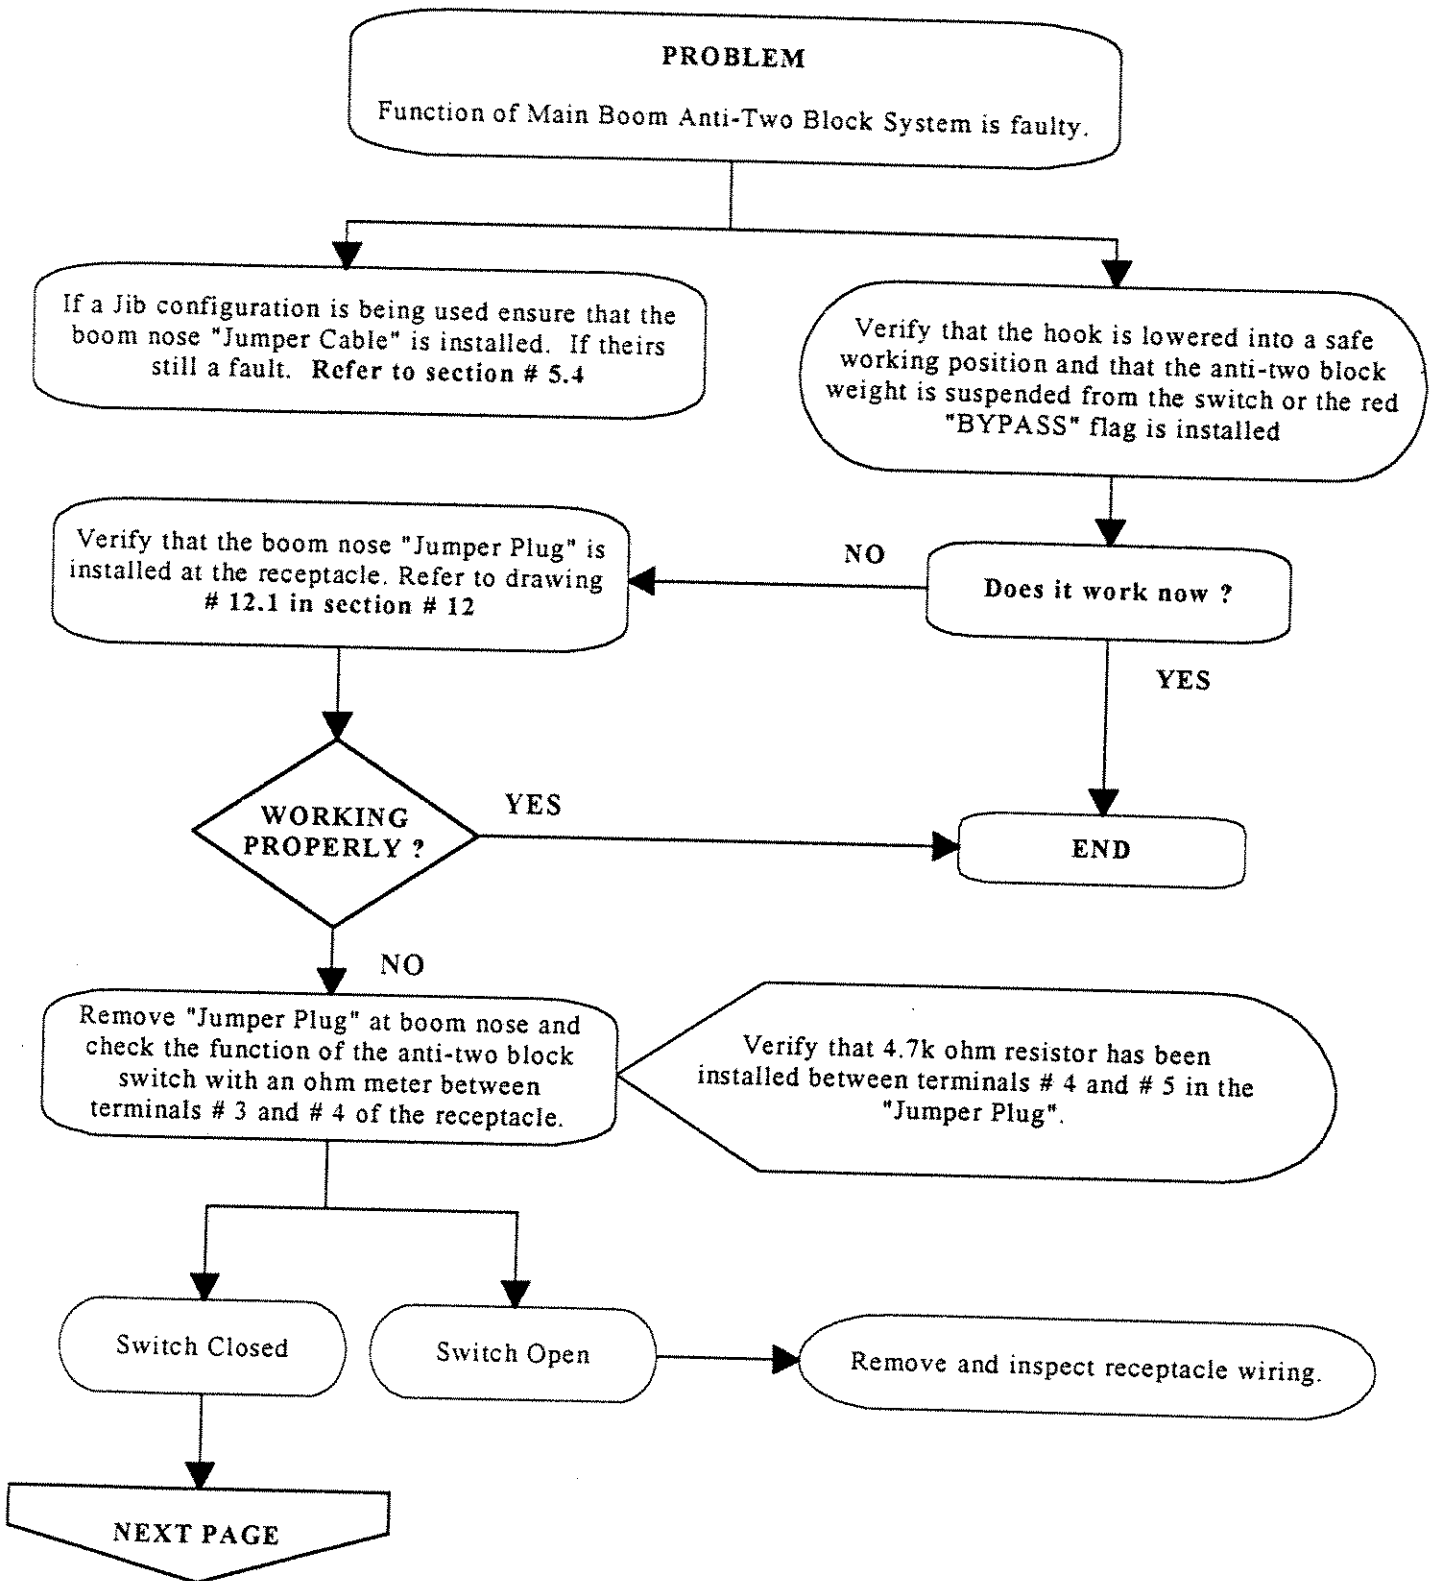 PROBLEM
Function of Main Boom Anti-Two Block System is faulty.
If a Jib configuration is being used ensure that the
boom nose "Jumper Cable" is installed. If theirs
still a fault. Refer to section # 5.4
Verify that the hook is lowered into a safe
working position and that the anti-two block
weight is suspended from the switch or the red
"BYPASS" flag is installed
Verify that the boom nose "Jumper Plug" is
installed at the receptacle. Refer to drawing
# 12.1 in section # 12
NO
Does it work now ?
YES
WORKING
PROPERLY ?
YES
END
NO
Remove "Jumper Plug" at boom nose and
check the function of the anti-two block
switch with an ohm meter between
terminals # 3 and # 4 of the receptacle.
Verify that 4.7k ohm resistor has been
installed between terminals # 4 and # 5 in the
"Jumper Plug".
Switch Closed
Switch Open
Remove and inspect receptacle wiring.
NEXT PAGE